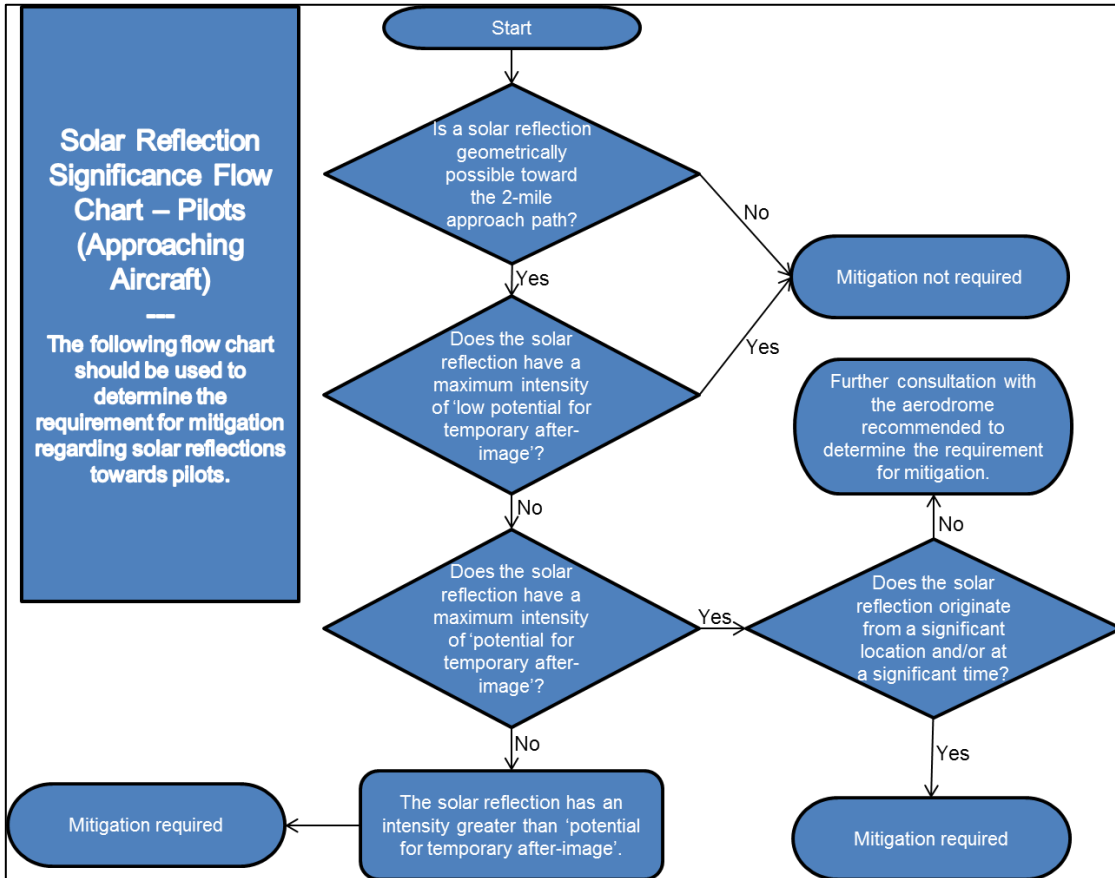 Solar Reflection
Significance Flow
Chart – Pilots
(Approaching
Aircraft)
---
The following flow chart
should be used to
determine the
requirement for mitigation
regarding solar reflections
towards pilots.
Start
Is a solar reflection
geometrically
possible toward
the 2-mile
approach path?
No
Yes
Mitigation not required
Does the solar
reflection have a
maximum intensity
of ‘low potential for
temporary after-
image’?
Yes
No
Further consultation with
the aerodrome
recommended to
determine the requirement
for mitigation.
No
Does the solar
reflection have a
maximum intensity
of ‘potential for
temporary after-
image’?
Yes
Does the solar
reflection originate
from a significant
location and/or at
a significant time?
No
Yes
The solar reflection has an
intensity greater than ‘potential
for temporary after-image’.
Mitigation required
Mitigation required